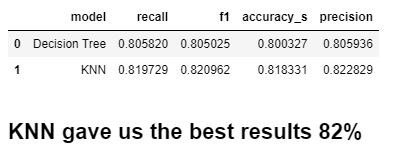 model recall f1 accuracy_s precision
0 Decision Tree 0.805820 0.805025 0.800327 0.805936
1 KNN 0.819729 0.820962 0.818331 0.822829
KNN gave us the best results 82%